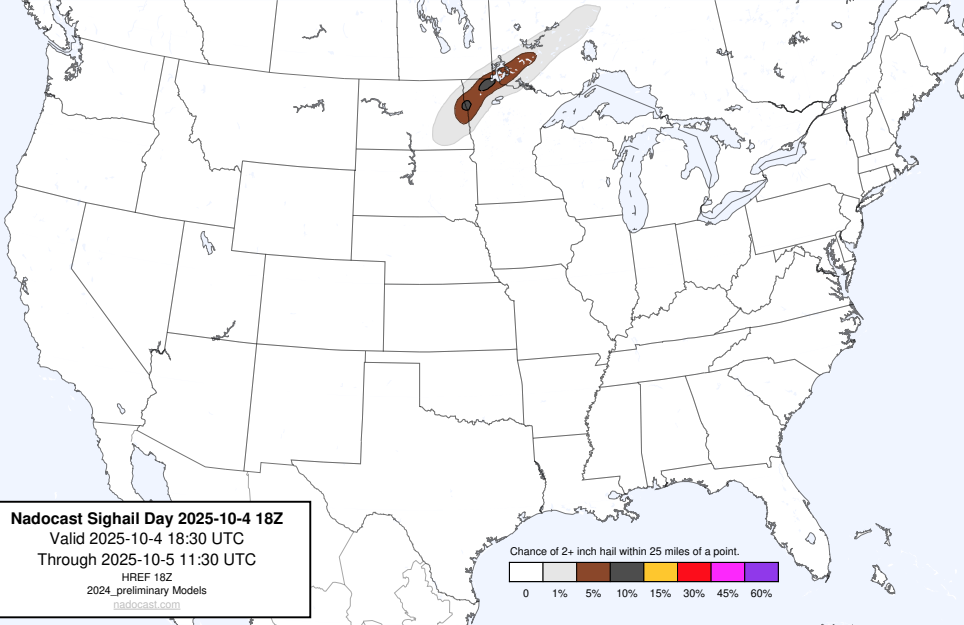 Nadocast Sighail Day 2025-10-4 18Z
Valid 2025-10-4 18:30 UTC
Through 2025-10-5 11:30 UTC
HREF 18Z
2024_preliminary Models
nadocast.com
Chance of 2+ inch hail within 25 miles of a point.
0 1% 5% 10% 15% 30% 45% 60%